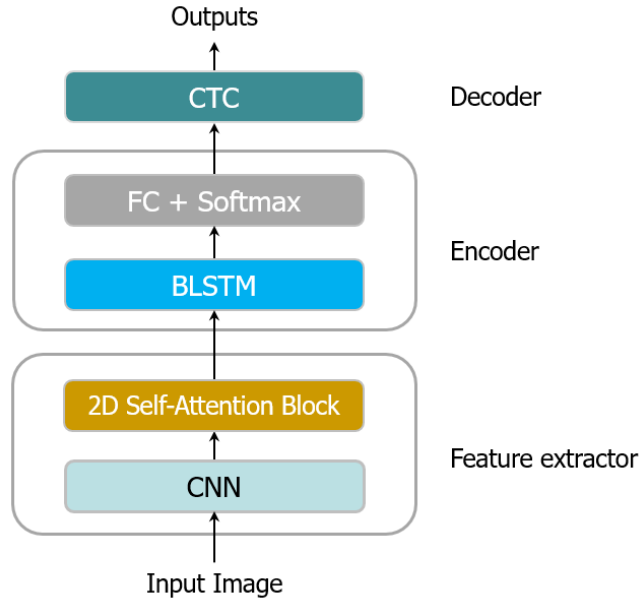 Outputs
CTC
Decoder
FC + Softmax
Encoder
BLSTM
2D Self-Attention Block
Feature extractor
CNN
Input Image